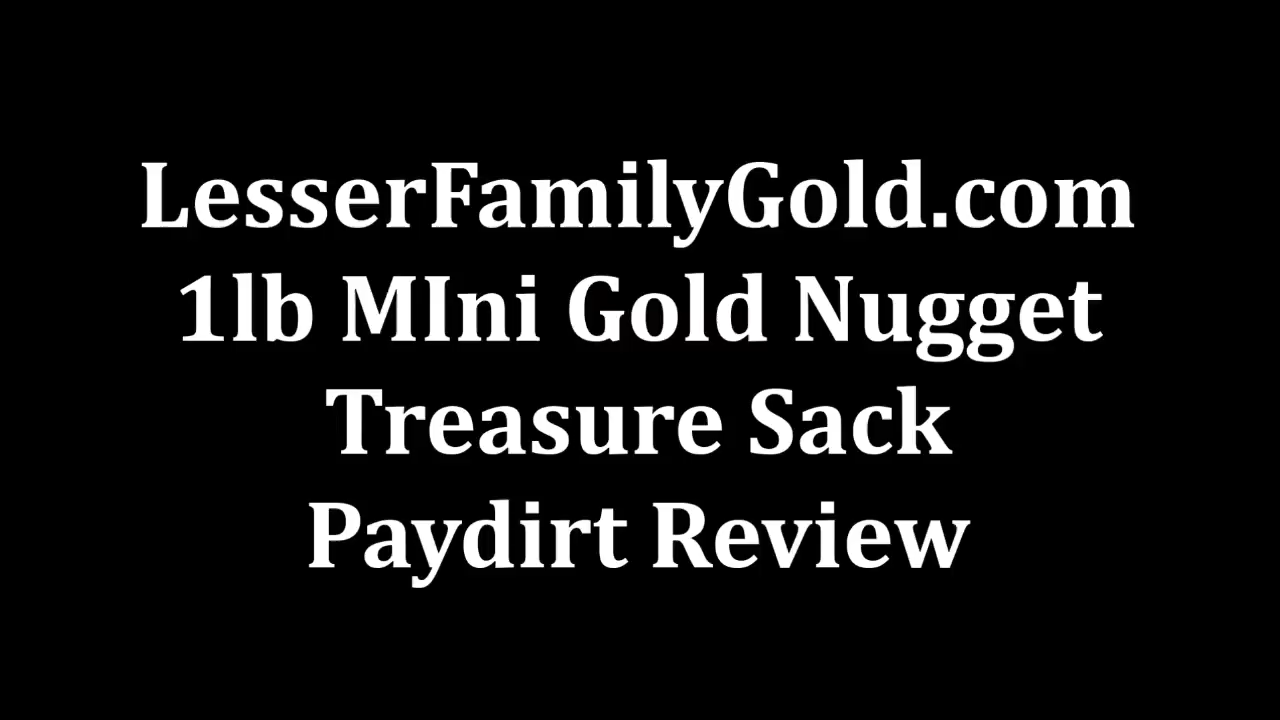 LesserFamilyGold.com
1lb MIni Gold Nugget
Treasure Sack
Paydirt Review